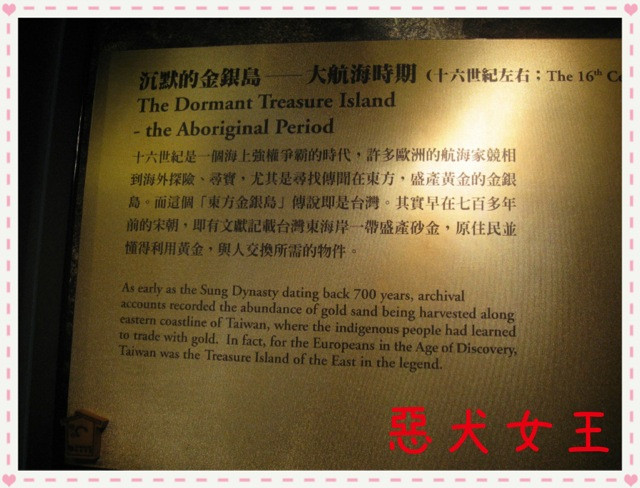 沉默的金銀島——大航海時期（十六世紀左右；The 16th Ce
The Dormant Treasure Island
- the Aboriginal Period
十六世紀是一個海上強權爭霸的時代，許多歐洲的航海家競相
到海外探險、尋寶，尤其是尋找傳聞在東方，盛產黃金的金銀
島。而這個「東方金銀島」傳說即是台灣。其實早在七百多年
前的宋朝，即有文獻記載台灣東海岸一帶盛產砂金，原住民並
懂得利用黃金，與人交換所需的物件。
As early as the Sung Dynasty dating back 700 years, archival
accounts recorded the abundance of gold sand being harvested along
eastern coastline of Taiwan, where the indigenous people had learned
to trade with gold. In fact, for the Europeans in the Age of Discovery,
Taiwan was the Treasure Island of the East in the legend.
惡犬女王